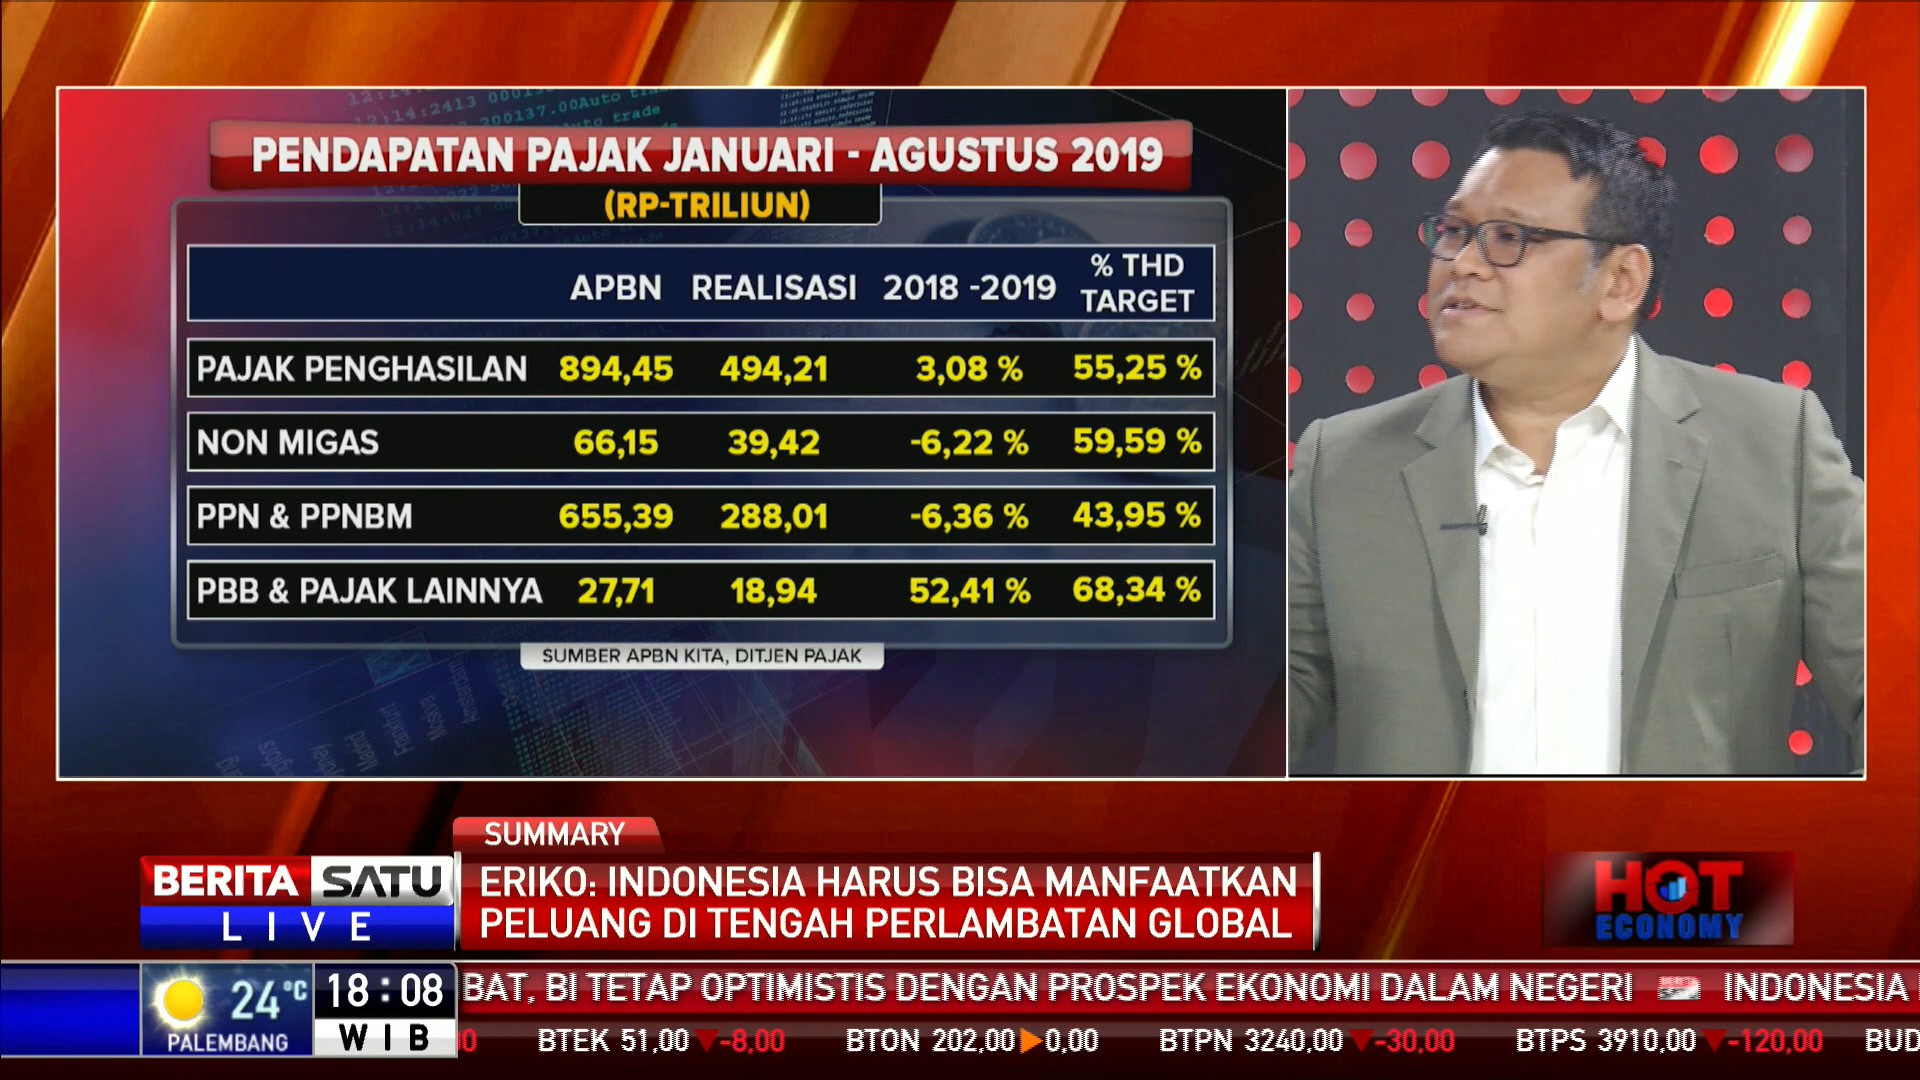 PENDAPATAN PAJAK JANUARI - AGUSTUS 2019
(RP-TRILIUN)
APBN REALISASI 2018 -2019 % THD TARGET
PAJAK PENGHASILAN 894,45 494,21 3,08 % 55,25 %
NON MIGAS 66,15 39,42 -6,22 % 59,59 %
PPN & PPNBM 655,39 288,01 -6,36 % 43,95 %
PBB & PAJAK LAINNYA 27,71 18,94 52,41 % 68,34 %
SUMBER APBN KITA, DITJEN PAJAK
SUMMARY
BERITA SATU
LIVE
ERIKO: INDONESIA HARUS BISA MANFAATKAN
PELUANG DI TENGAH PERLAMBATAN GLOBAL
HOT
ECONOMY
24°C
PALEMBANG
18:08
WIB
BAT, BI TETAP OPTIMISTIS DENGAN PROSPEK EKONOMI DALAM NEGERI INDONESIA
BTEK 51,00 -8,00 BTON 202,00 0,00 BTPN 3240,00 -30,00 BTPS 3910,00 -120,00 BUD